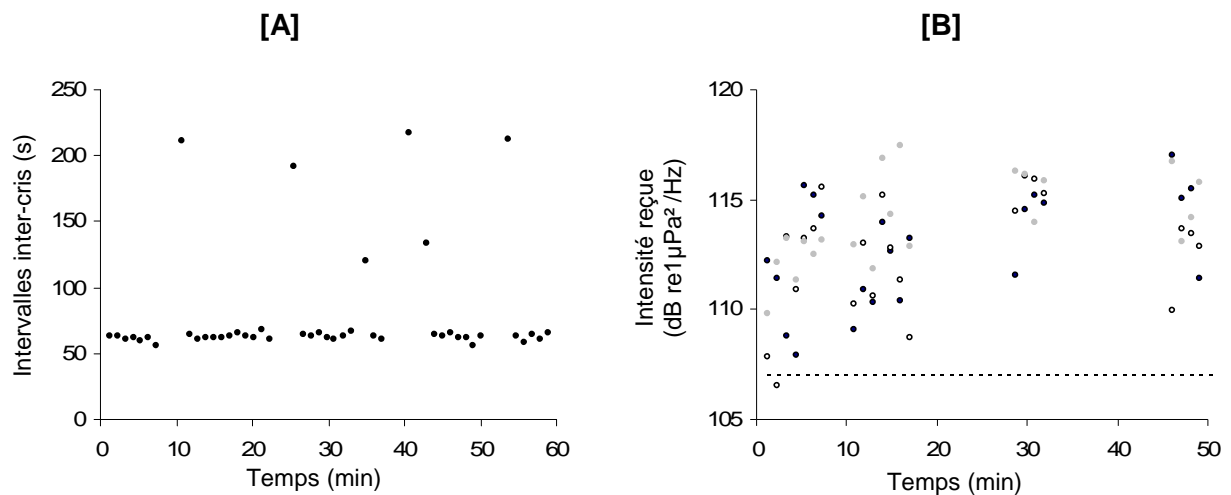 [A]
250
200
150
100
50
0
Intervalles inter-cris (s)
0 10 20 30 40 50 60
Temps (min)
[B]
120
115
110
105
Intensité reçue
(dB re1µPa² /Hz)
0 10 20 30 40 50
Temps (min)